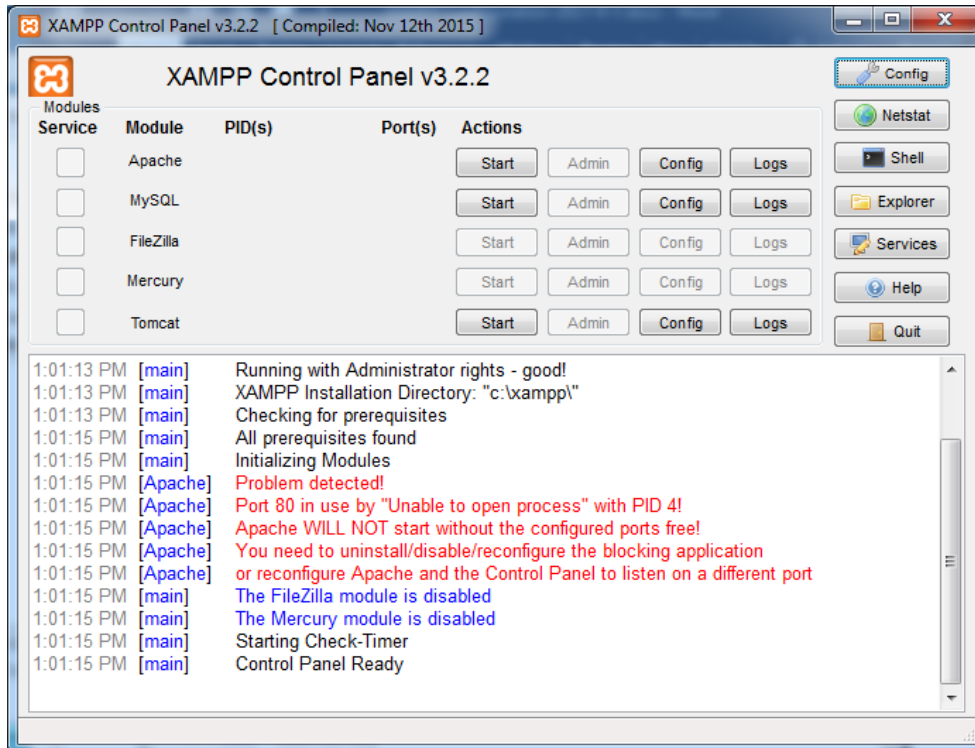 XAMPP Control Panel v3.2.2 [ Compiled: Nov 12th 2015 ]
XAMPP Control Panel v3.2.2
Config
Modules
Service Module PID(s) Port(s) Actions
Netstat
Apache Start Admin Config Logs
Shell
MySQL Start Admin Config Logs
Explorer
FileZilla Start Admin Config Logs
Services
Mercury Start Admin Config Logs
Help
Tomcat Start Admin Config Logs
Quit
1:01:13 PM [main] Running with Administrator rights - good!
1:01:13 PM [main] XAMPP Installation Directory: "c:\xampp\"
1:01:13 PM [main] Checking for prerequisites
1:01:15 PM [main] All prerequisites found
1:01:15 PM [main] Initializing Modules
1:01:15 PM [Apache] Problem detected!
1:01:15 PM [Apache] Port 80 in use by "Unable to open process" with PID 4!
1:01:15 PM [Apache] Apache WILL NOT start without the configured ports free!
1:01:15 PM [Apache] You need to uninstall/disable/reconfigure the blocking application
1:01:15 PM [Apache] or reconfigure Apache and the Control Panel to listen on a different port
1:01:15 PM [main] The FileZilla module is disabled
1:01:15 PM [main] The Mercury module is disabled
1:01:15 PM [main] Starting Check-Timer
1:01:15 PM [main] Control Panel Ready